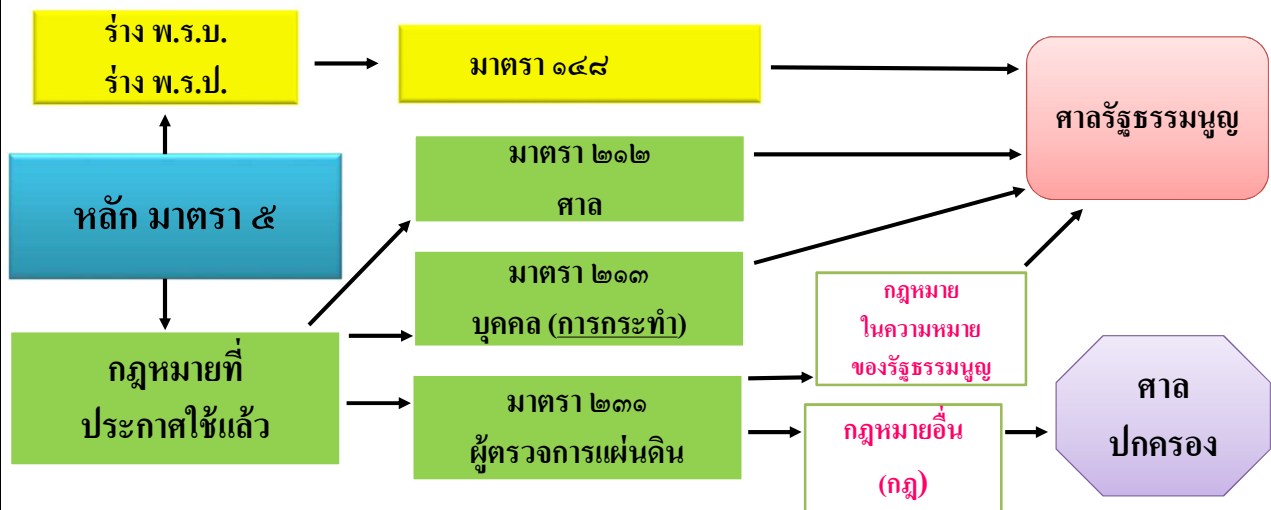 ร่าง พ.ร.บ.
ร่าง พ.ร.ป.
มาตรา ๑๔๘
ศาลรัฐธรรมนูญ
หลัก มาตรา ๕
มาตรา ๒๑๒
ศาล
มาตรา ๒๑๓
บุคคล (การกระทำ)
กฎหมายที่
ประกาศใช้แล้ว
มาตรา ๒๓๑
ผู้ตรวจการแผ่นดิน
กฎหมาย
ในความหมาย
ของรัฐธรรมนูญ
กฎหมายอื่น
(กฎ)
ศาล
ปกครอง